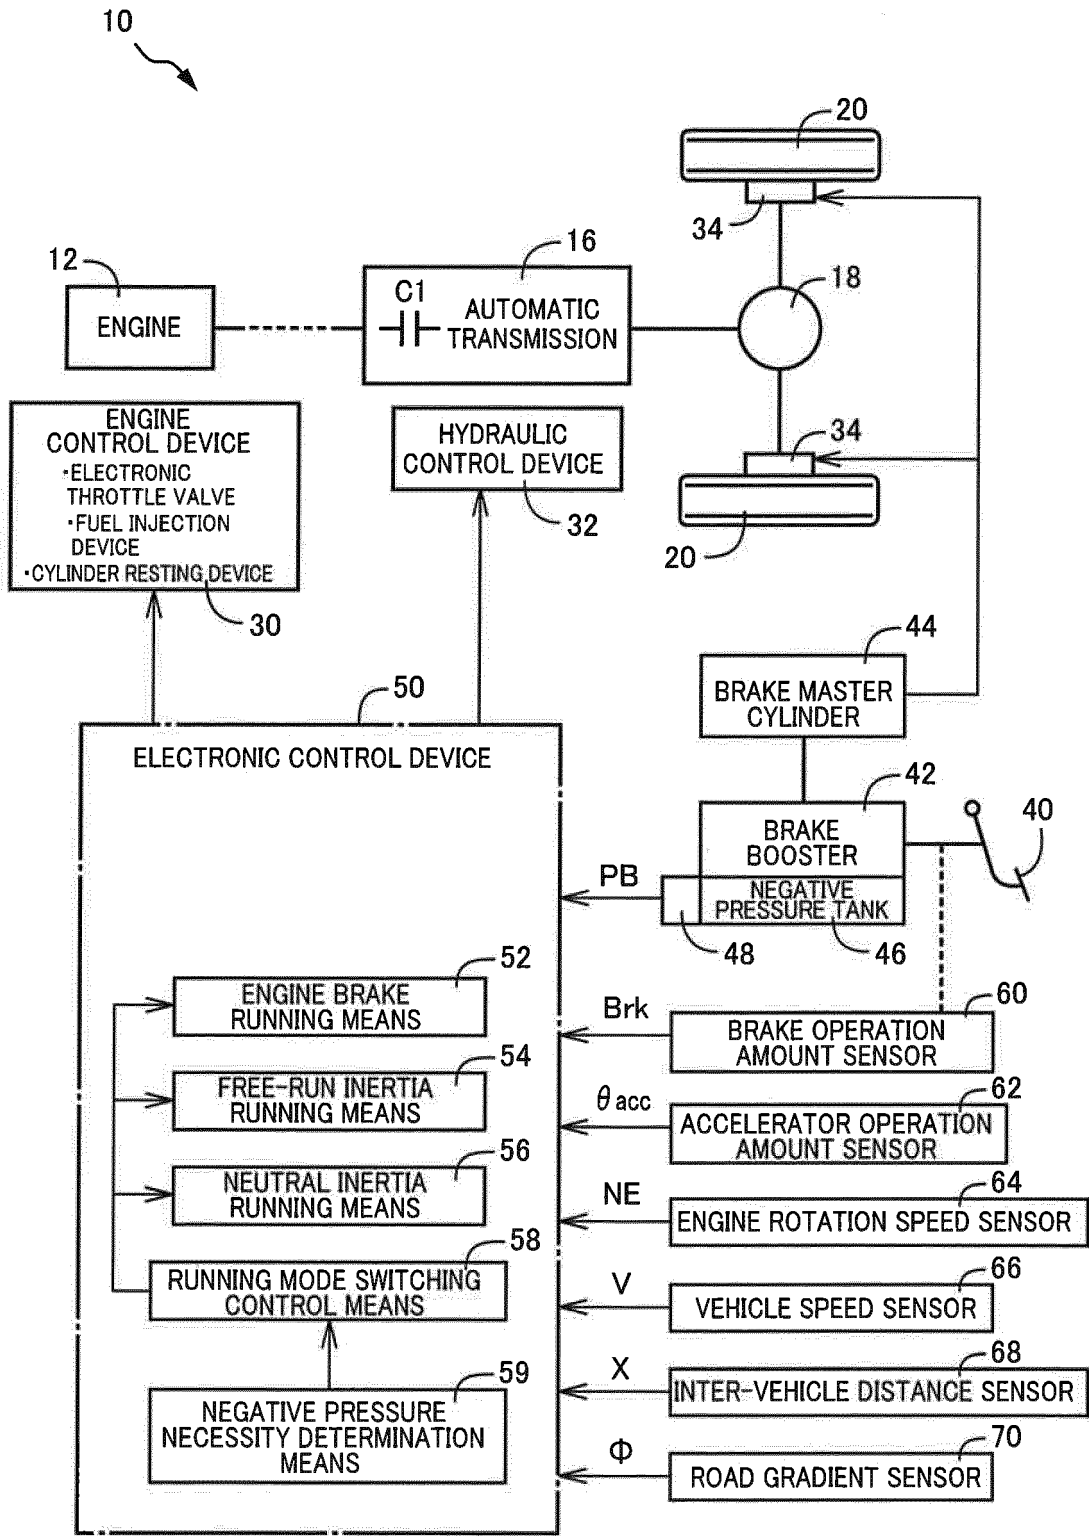 10
20
34
16
12
18
C1
ENGINE
AUTOMATIC
TRANSMISSION
ENGINE
CONTROL DEVICE
・ELECTRONIC
THROTTLE VALVE
・FUEL INJECTION
DEVICE
・CYLINDER RESTING DEVICE
30
HYDRAULIC
CONTROL DEVICE
32
34
20
44
BRAKE MASTER
CYLINDER
50
ELECTRONIC CONTROL DEVICE
42
BRAKE
BOOSTER
40
PB
NEGATIVE
PRESSURE TANK
48
46
52
ENGINE BRAKE
RUNNING MEANS
Brk
60
BRAKE OPERATION
AMOUNT SENSOR
54
FREE-RUN INERTIA
RUNNING MEANS
θacc
62
ACCELERATOR OPERATION
AMOUNT SENSOR
56
NEUTRAL INERTIA
RUNNING MEANS
NE
64
ENGINE ROTATION SPEED SENSOR
58
RUNNING MODE SWITCHING
CONTROL MEANS
V
66
VEHICLE SPEED SENSOR
59
NEGATIVE PRESSURE
NECESSITY DETERMINATION
MEANS
X
68
INTER-VEHICLE DISTANCE SENSOR
Φ
70
ROAD GRADIENT SENSOR